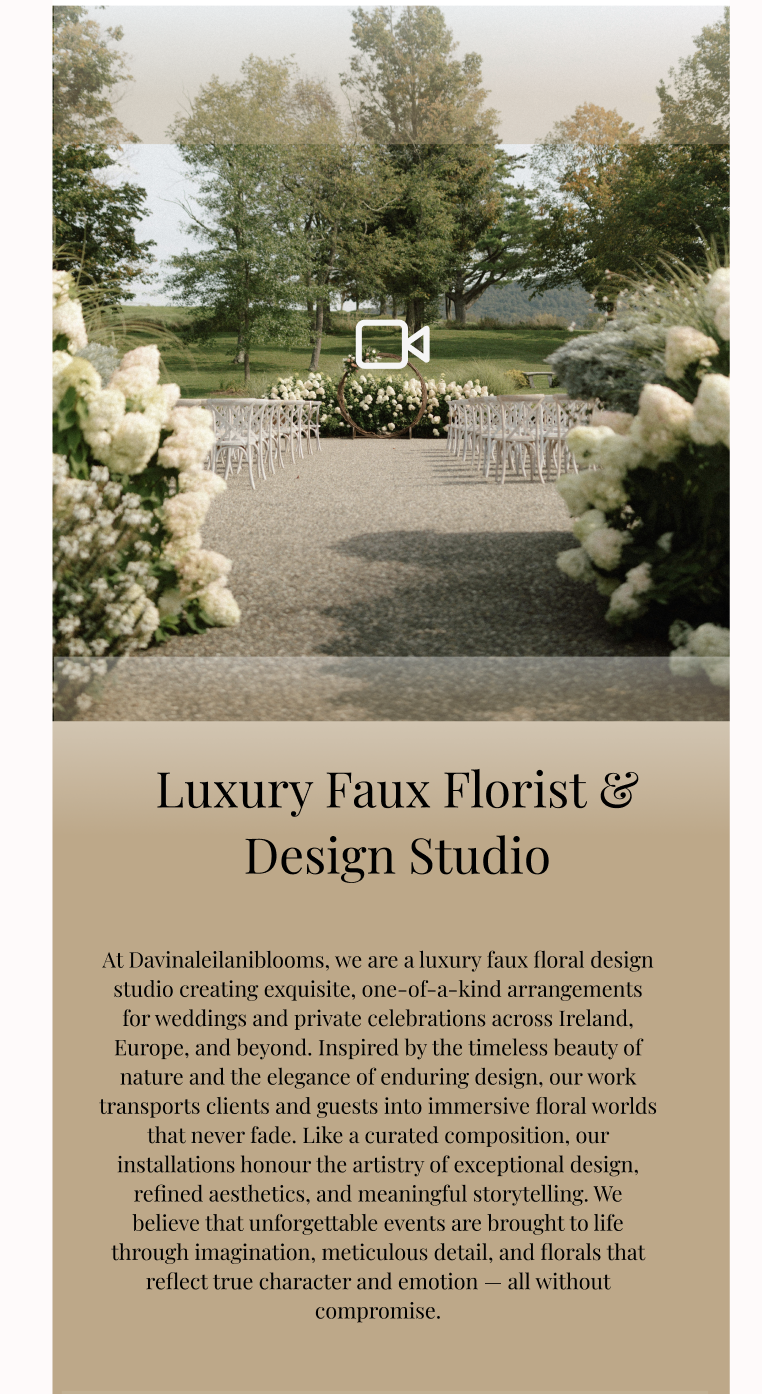 Luxury Faux Florist &
Design Studio
At Davinaleilaniblooms, we are a luxury faux floral design
studio creating exquisite, one-of-a-kind arrangements
for weddings and private celebrations across Ireland,
Europe, and beyond. Inspired by the timeless beauty of
nature and the elegance of enduring design, our work
transports clients and guests into immersive floral worlds
that never fade. Like a curated composition, our
installations honour the artistry of exceptional design,
refined aesthetics, and meaningful storytelling. We
believe that unforgettable events are brought to life
through imagination, meticulous detail, and florals that
reflect true character and emotion — all without
compromise.